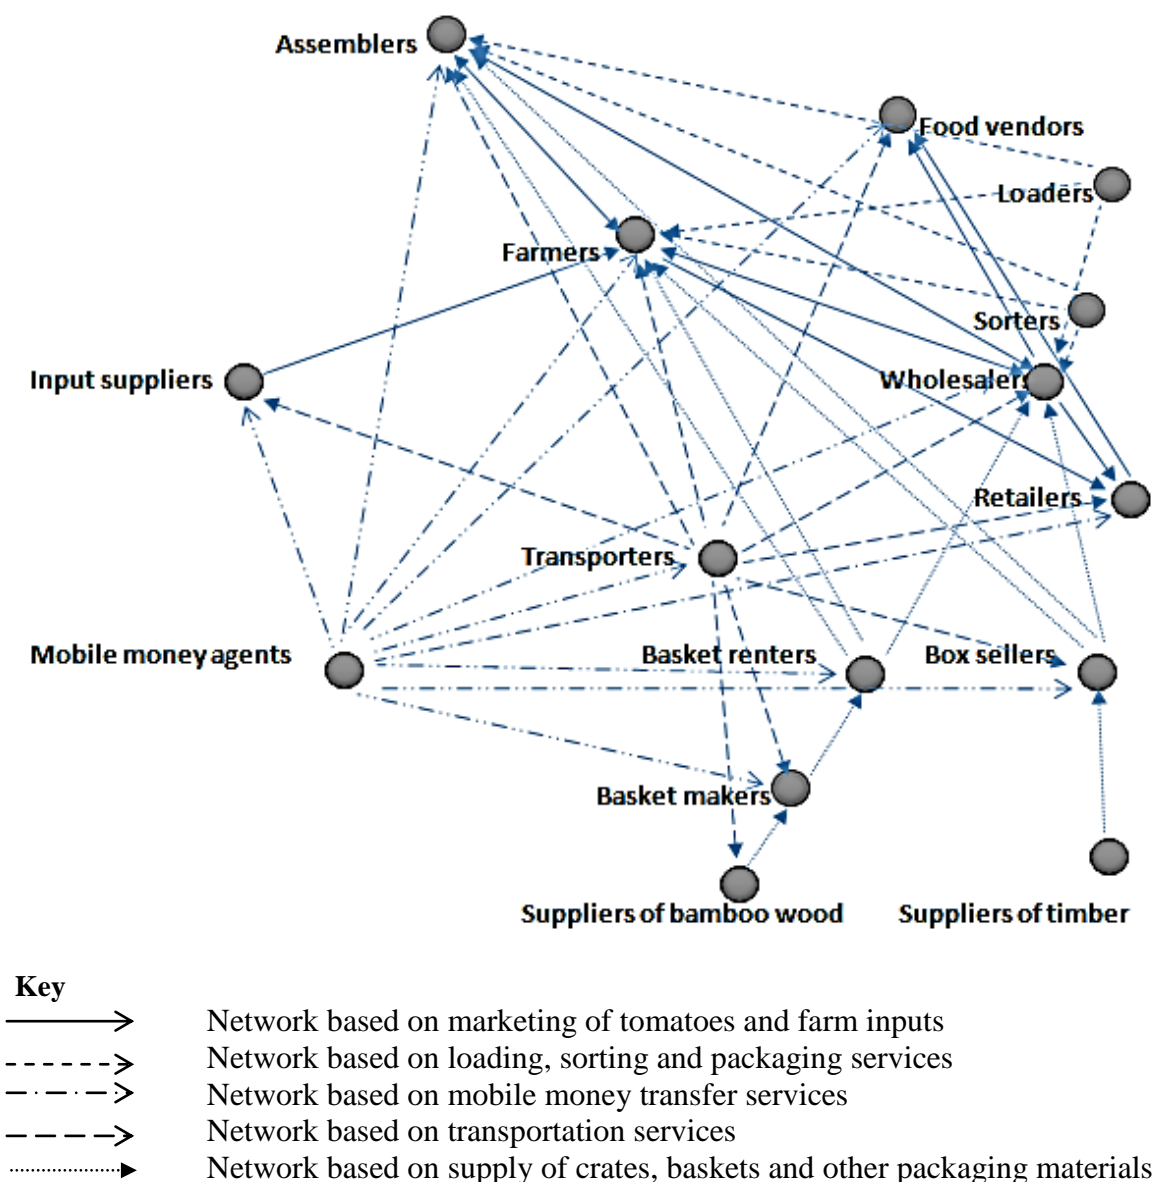 Assemblers
Food vendors
Loaders
Farmers
Sorters
Input suppliers
Wholesalers
Retailers
Transporters
Mobile money agents
Basket renters
Box sellers
Basket makers
Suppliers of bamboo wood
Suppliers of timber
Key
Network based on marketing of tomatoes and farm inputs
Network based on loading, sorting and packaging services
Network based on mobile money transfer services
Network based on transportation services
Network based on supply of crates, baskets and other packaging materials